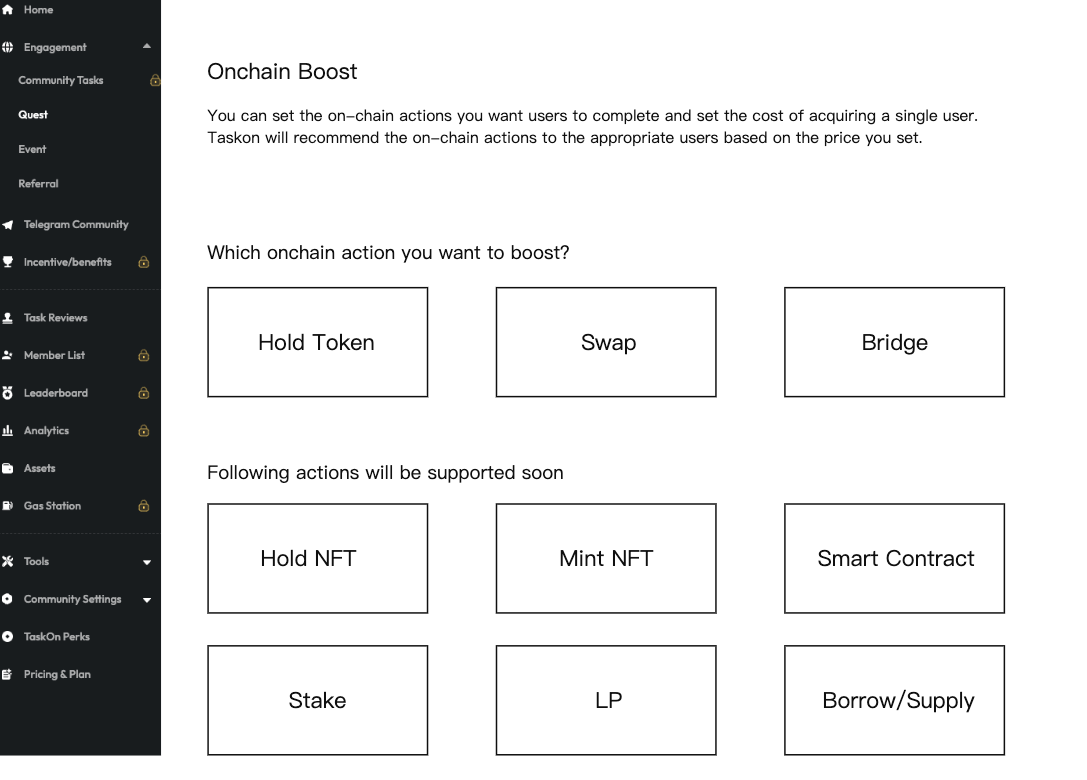 Home
Engagement
Community Tasks
Quest
Event
Referral
Telegram Community
Incentive/benefits
Task Reviews
Member List
Leaderboard
Analytics
Assets
Gas Station
Tools
Community Settings
TaskOn Perks
Pricing & Plan
Onchain Boost
You can set the on-chain actions you want users to complete and set the cost of acquiring a single user.
Taskon will recommend the on-chain actions to the appropriate users based on the price you set.
Which onchain action you want to boost?
Hold Token
Swap
Bridge
Following actions will be supported soon
Hold NFT
Mint NFT
Smart Contract
Stake
LP
Borrow/Supply